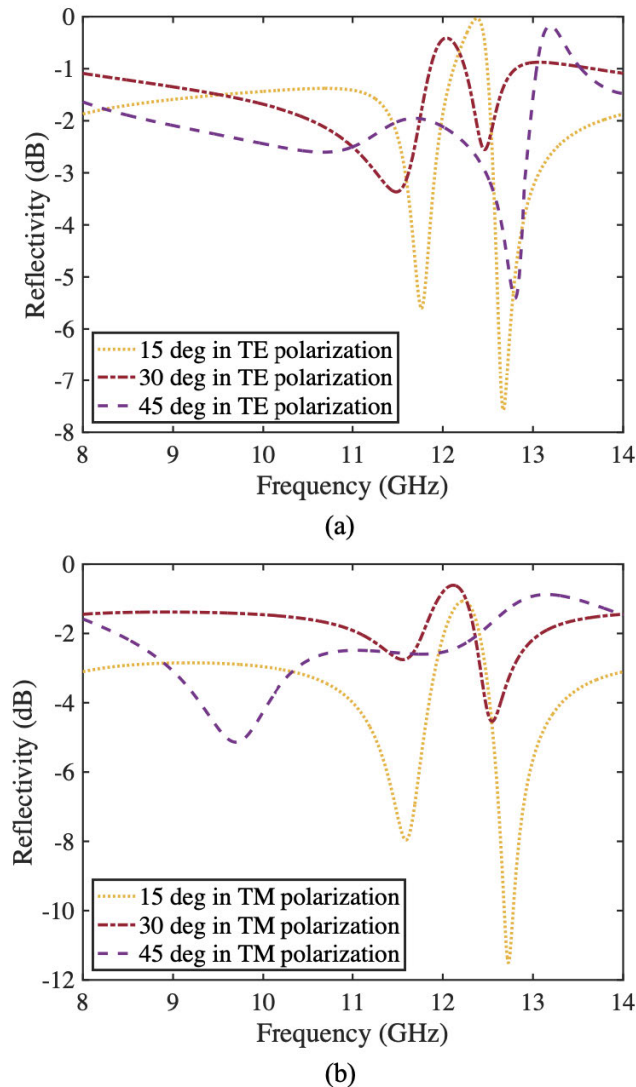 0
-1
-2
-3
-4
-5
-6
-7
-8
Reflectivity (dB)
15 deg in TE polarization
30 deg in TE polarization
45 deg in TE polarization
8 9 10 11 12 13 14
Frequency (GHz)
(a)
0
-2
-4
-6
-8
-10
-12
Reflectivity (dB)
15 deg in TM polarization
30 deg in TM polarization
45 deg in TM polarization
8 9 10 11 12 13 14
Frequency (GHz)
(b)